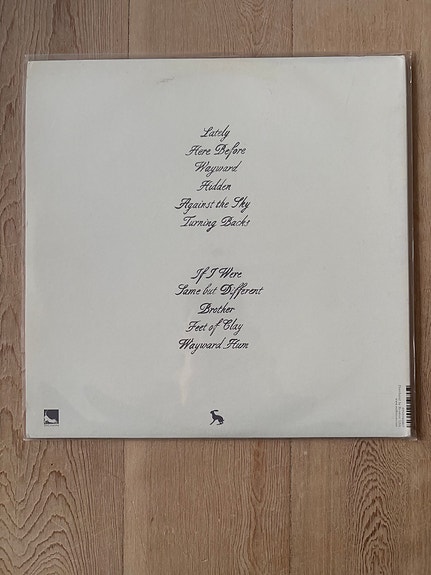 Lately
Here Before
Wayward
Hidden
Against the Sky
Turning Backs
If I Were
Same but Different
Brother
Feet of Clay
Wayward Hum